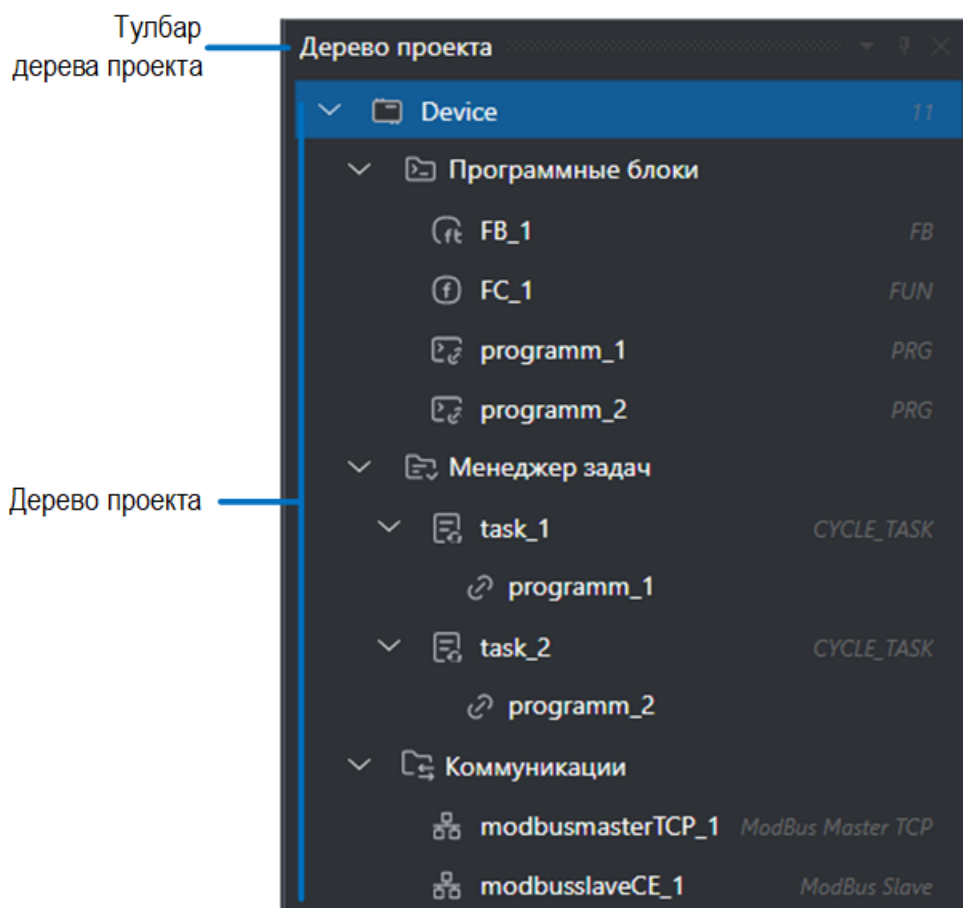 Тулбар
дерева проекта
Дерево проекта
Device 11
Программные блоки
FB_1 FB
FC_1 FUN
programm_1 PRG
programm_2 PRG
Менеджер задач
Дерево проекта
task_1 CYCLE_TASK
programm_1
task_2 CYCLE_TASK
programm_2
Коммуникации
modbusmasterTCP_1 ModBus Master TCP
modbusslaveCE_1 ModBus Slave